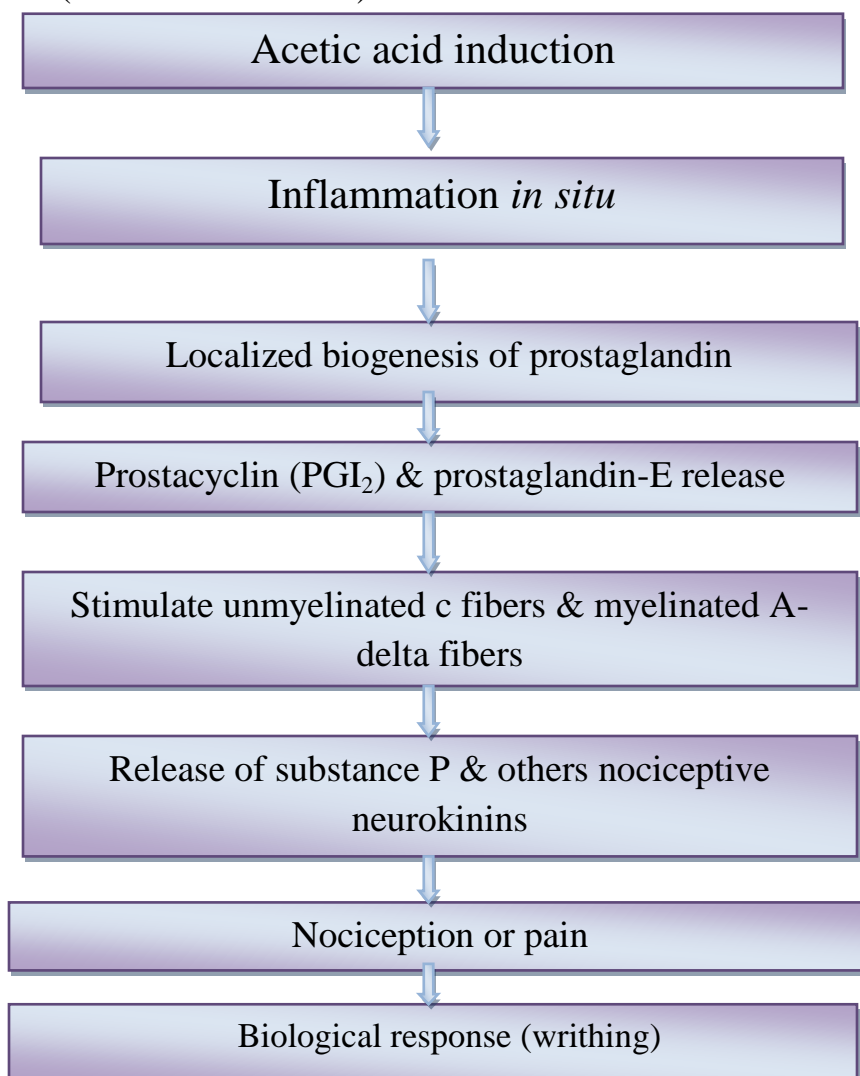 Acetic acid induction
Inflammation in situ
Localized biogenesis of prostaglandin
Prostacyclin (PGI₂) & prostaglandin-E release
Stimulate unmyelinated c fibers & myelinated A-
delta fibers
Release of substance P & others nociceptive
neurokinins
Nociception or pain
Biological response (writhing)